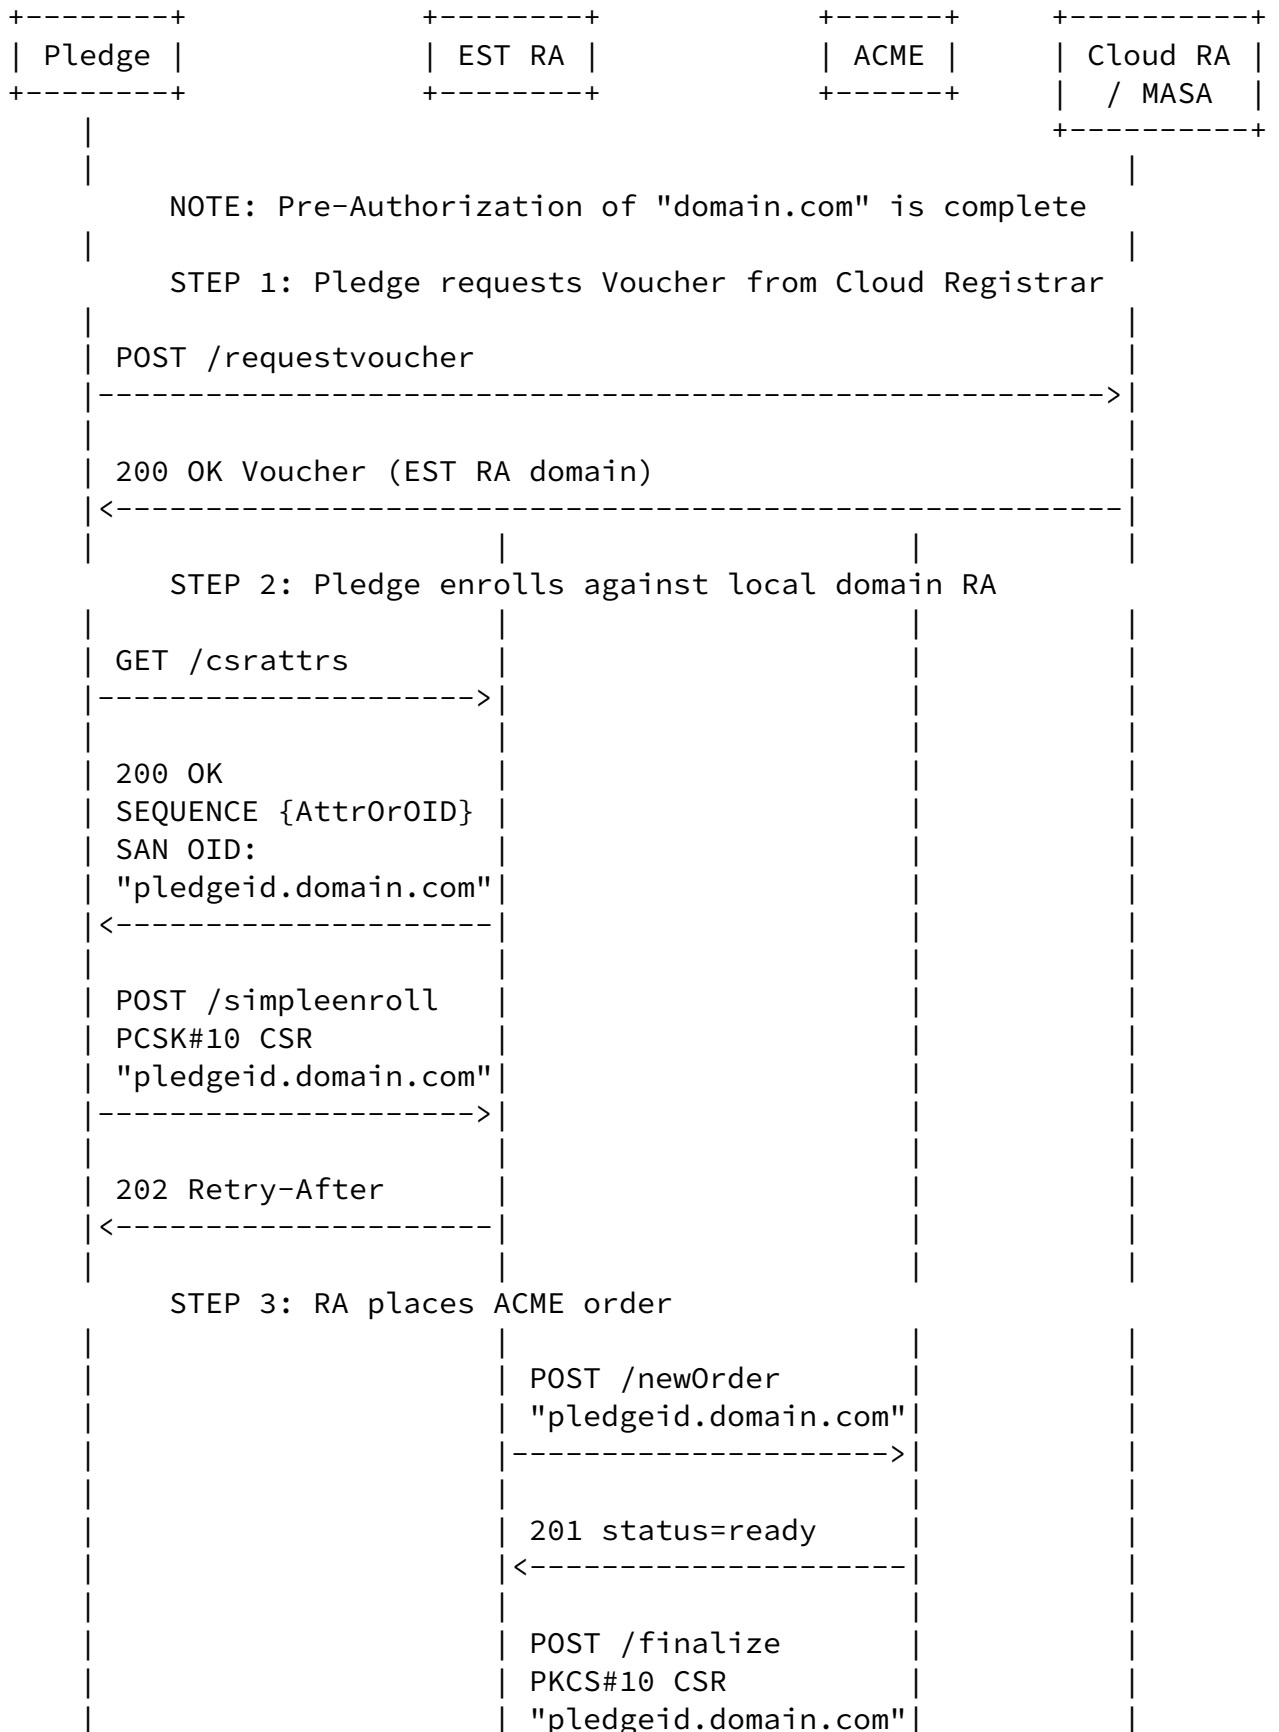 Pledge EST RA ACME Cloud RA
/ MASA
NOTE: Pre-Authorization of "domain.com" is complete
STEP 1: Pledge requests Voucher from Cloud Registrar
POST /requestvoucher
200 OK Voucher (EST RA domain)
STEP 2: Pledge enrolls against local domain RA
GET /csrattrs
200 OK
SEQUENCE {AttrOrOID}
SAN OID:
"pledgeid.domain.com"
POST /simpleenroll
PCSK#10 CSR
"pledgeid.domain.com"
202 Retry-After
STEP 3: RA places ACME order
POST /newOrder
"pledgeid.domain.com"
201 status=ready
POST /finalize
PKCS#10 CSR
"pledgeid.domain.com"